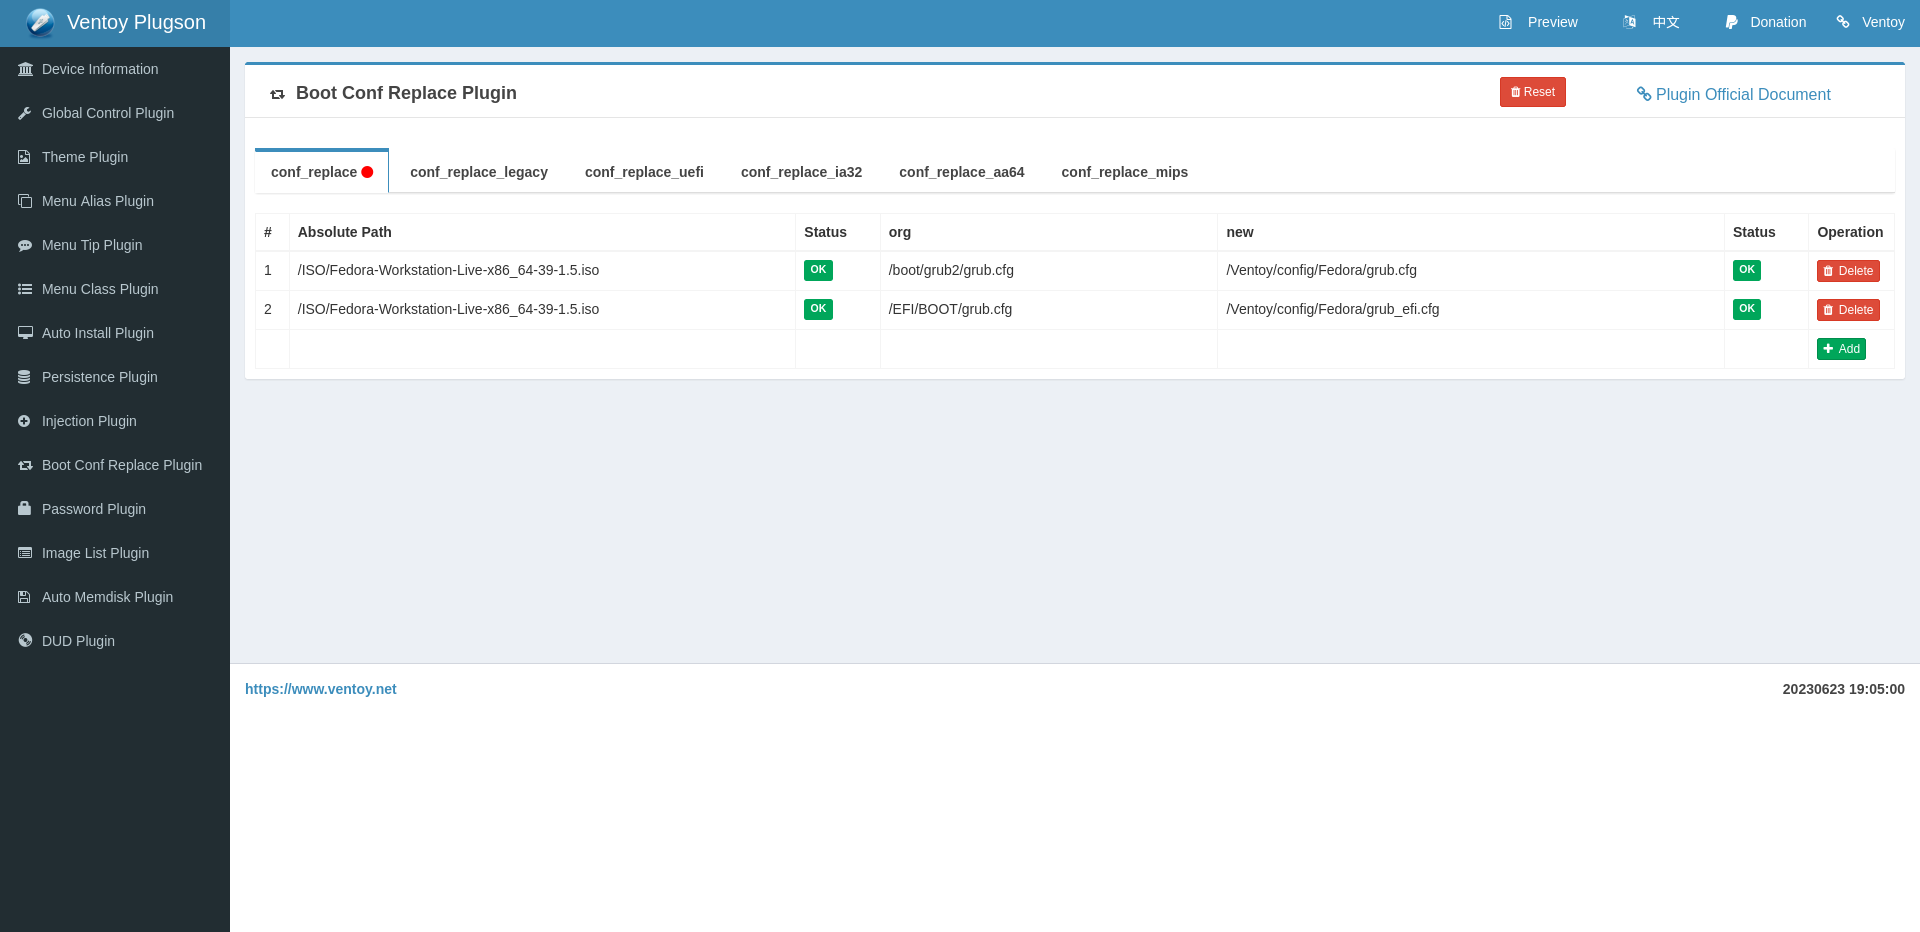 Ventoy Plugson
Preview
中文
Donation
Ventoy
Device Information
Global Control Plugin
Theme Plugin
Menu Alias Plugin
Menu Tip Plugin
Menu Class Plugin
Auto Install Plugin
Persistence Plugin
Injection Plugin
Boot Conf Replace Plugin
Password Plugin
Image List Plugin
Auto Memdisk Plugin
DUD Plugin
Boot Conf Replace Plugin
Reset
Plugin Official Document
conf_replace conf_replace_legacy conf_replace_uefi conf_replace_ia32 conf_replace_aa64 conf_replace_mips
# Absolute Path Status org new Status Operation
1 /ISO/Fedora-Workstation-Live-x86_64-39-1.5.iso OK /boot/grub2/grub.cfg /Ventoy/config/Fedora/grub.cfg OK Delete
2 /ISO/Fedora-Workstation-Live-x86_64-39-1.5.iso OK /EFI/BOOT/grub.cfg /Ventoy/config/Fedora/grub_efi.cfg OK Delete
Add
https://www.ventoy.net
20230623 19:05:00